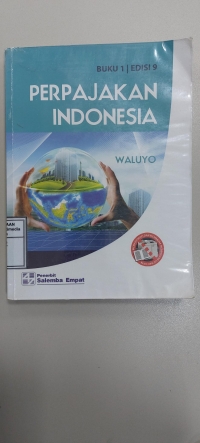 BUKU 1 | EDISI 9
PERPAJAKAN
INDONESIA
WALUYO
Penerbit
Salemba Empat